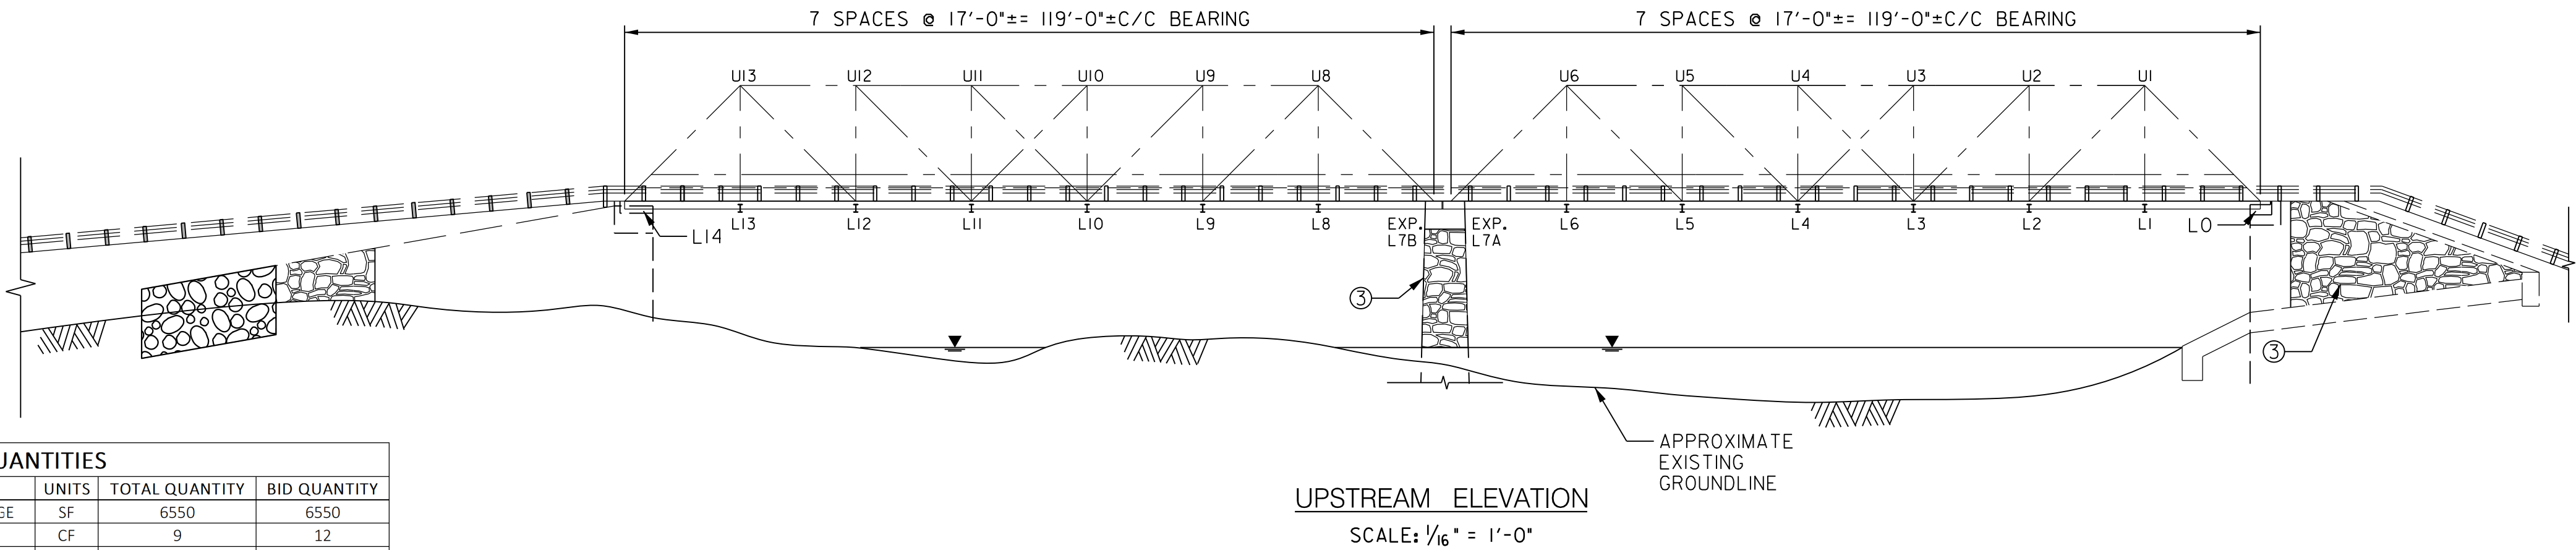 7 SPACES @ 17'-0"±= 119'-0"±C/C BEARING
7 SPACES @ 17'-0"±= 119'-0"±C/C BEARING
U13 U12 U11 U10 U9 U8 U6 U5 U4 U3 U2 U1
L14 L13 L12 L11 L10 L9 L8
EXP.
L7B
EXP.
L7A
L6 L5 L4 L3 L2 L1 L0
3
3
APPROXIMATE
EXISTING
GROUNDLINE
UANTITIES
UNITS TOTAL QUANTITY BID QUANTITY
GE SF 6550 6550
CF 9 12
UPSTREAM ELEVATION
SCALE: 1/16" = 1'-0"